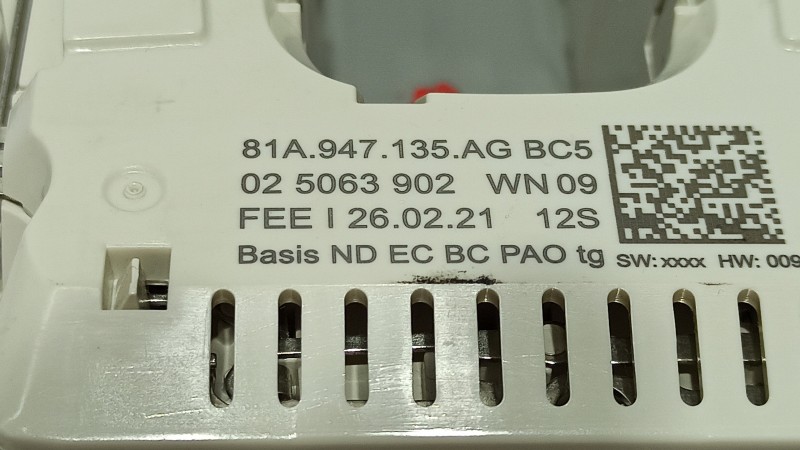 81A.947.135.AG BC5
02 5063 902 WN 09
FEE I 26.02.21 12S
Basis ND EC BC PAO tg SW: xxxx HW: 009